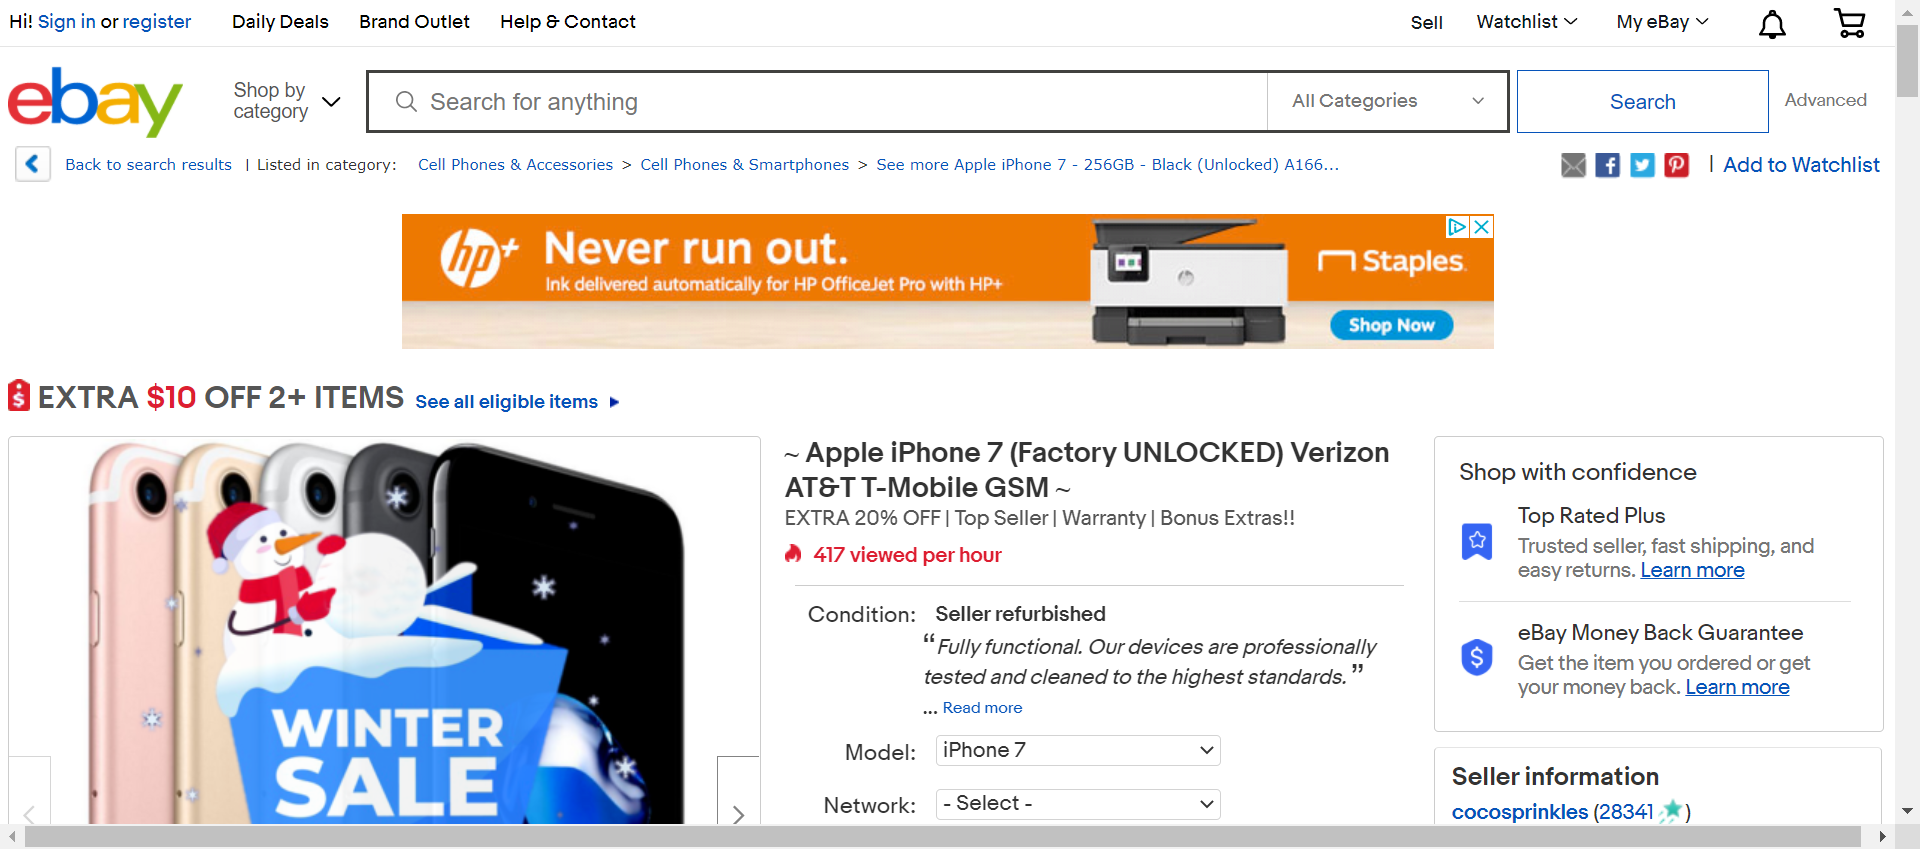 Hi! Sign in or register Daily Deals Brand Outlet Help & Contact Sell Watchlist My eBay
ebay
Shop by category
Search for anything
All Categories
Search
Advanced
Back to search results | Listed in category: Cell Phones & Accessories > Cell Phones & Smartphones > See more Apple iPhone 7 - 256GB - Black (Unlocked) A166... | Add to Watchlist
hp+ Never run out.
Ink delivered automatically for HP OfficeJet Pro with HP+
Staples.
Shop Now
EXTRA $10 OFF 2+ ITEMS See all eligible items
WINTER
SALE
~ Apple iPhone 7 (Factory UNLOCKED) Verizon
AT&T T-Mobile GSM ~
EXTRA 20% OFF | Top Seller | Warranty | Bonus Extras!!
417 viewed per hour
Condition: Seller refurbished
“Fully functional. Our devices are professionally
tested and cleaned to the highest standards. ”
... Read more
Model: iPhone 7
Network: - Select -
Shop with confidence
Top Rated Plus
Trusted seller, fast shipping, and
easy returns. Learn more
eBay Money Back Guarantee
Get the item you ordered or get
your money back. Learn more
Seller information
cocosprinkles (28341 )